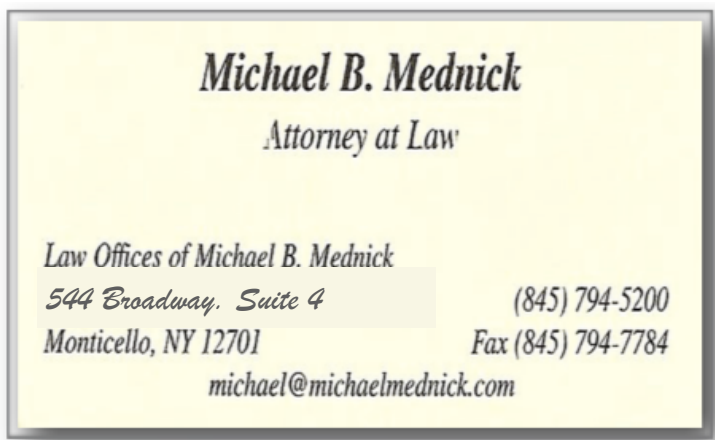 Michael B. Mednick
Attorney at Law
Law Offices of Michael B. Mednick
544 Broadway. Suite 4 (845) 794-5200
Monticello, NY 12701 Fax (845) 794-7784
michael@michaelmednick.com